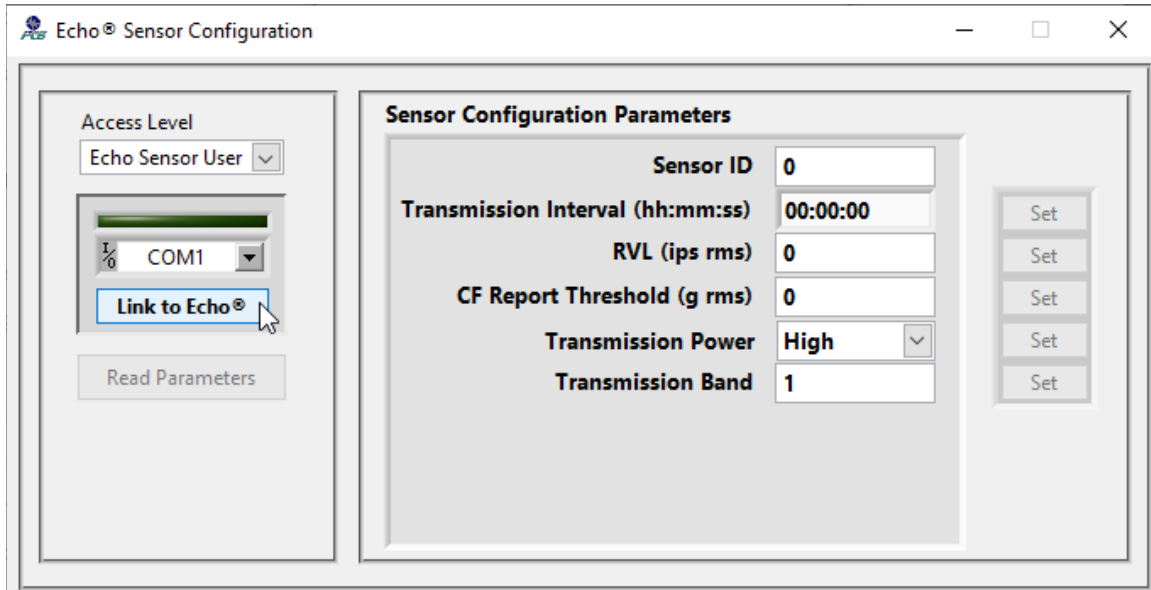 PCB Echo® Sensor Configuration
Access Level
Echo Sensor User
I/O COM1
Link to Echo®
Read Parameters
Sensor Configuration Parameters
Sensor ID 0
Transmission Interval (hh:mm:ss) 00:00:00 Set
RVL (ips rms) 0 Set
CF Report Threshold (g rms) 0 Set
Transmission Power High Set
Transmission Band 1 Set